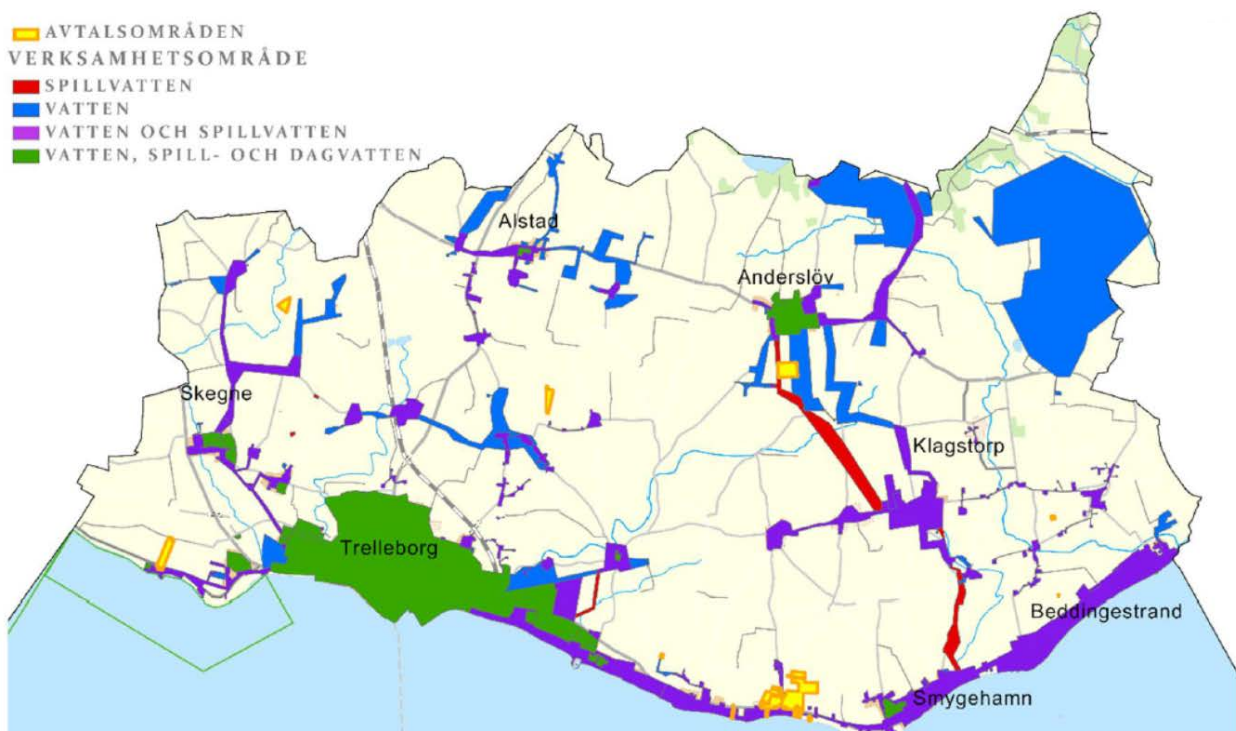 AVTALSOMRÅDEN
VERKSAMHETSOMRÅDE
SPILLVATTEN
VATTEN
VATTEN OCH SPILLVATTEN
VATTEN, SPILL- OCH DAGVATTEN
Alstad
Anderslöv
Skegne
Klagstorp
Trelleborg
Beddingestrand
Smygehamn